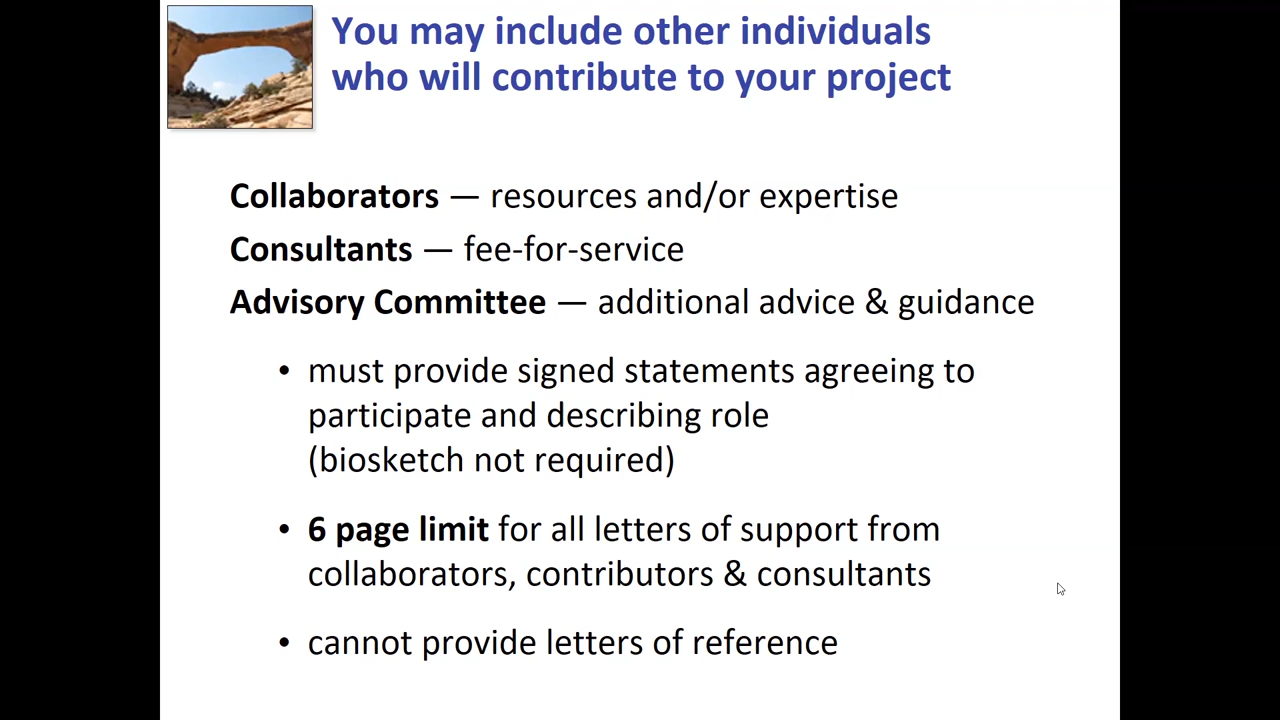 You may include other individuals
who will contribute to your project
Collaborators — resources and/or expertise
Consultants — fee-for-service
Advisory Committee — additional advice & guidance
• must provide signed statements agreeing to
participate and describing role
(biosketch not required)
• 6 page limit for all letters of support from
collaborators, contributors & consultants
• cannot provide letters of reference